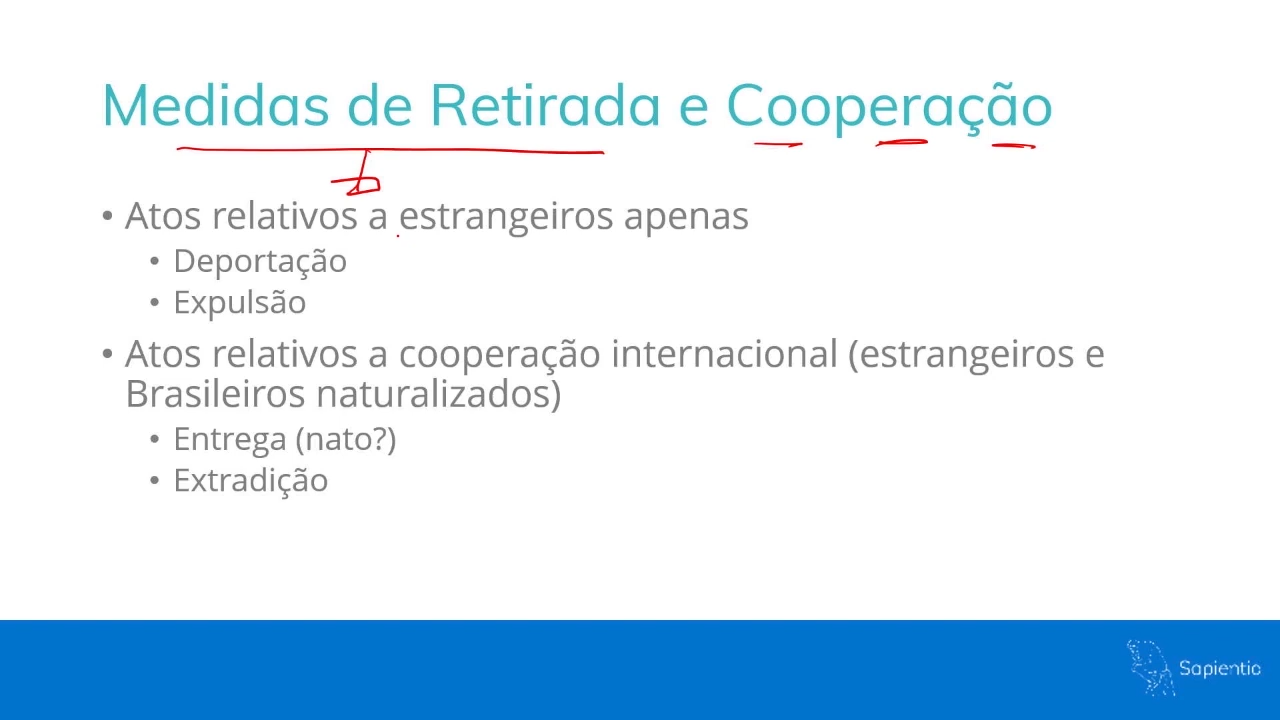 Medidas de Retirada e Cooperação
• Atos relativos a estrangeiros apenas
• Deportação
• Expulsão
• Atos relativos a cooperação internacional (estrangeiros e
Brasileiros naturalizados)
• Entrega (nato?)
• Extradição
Sapientia